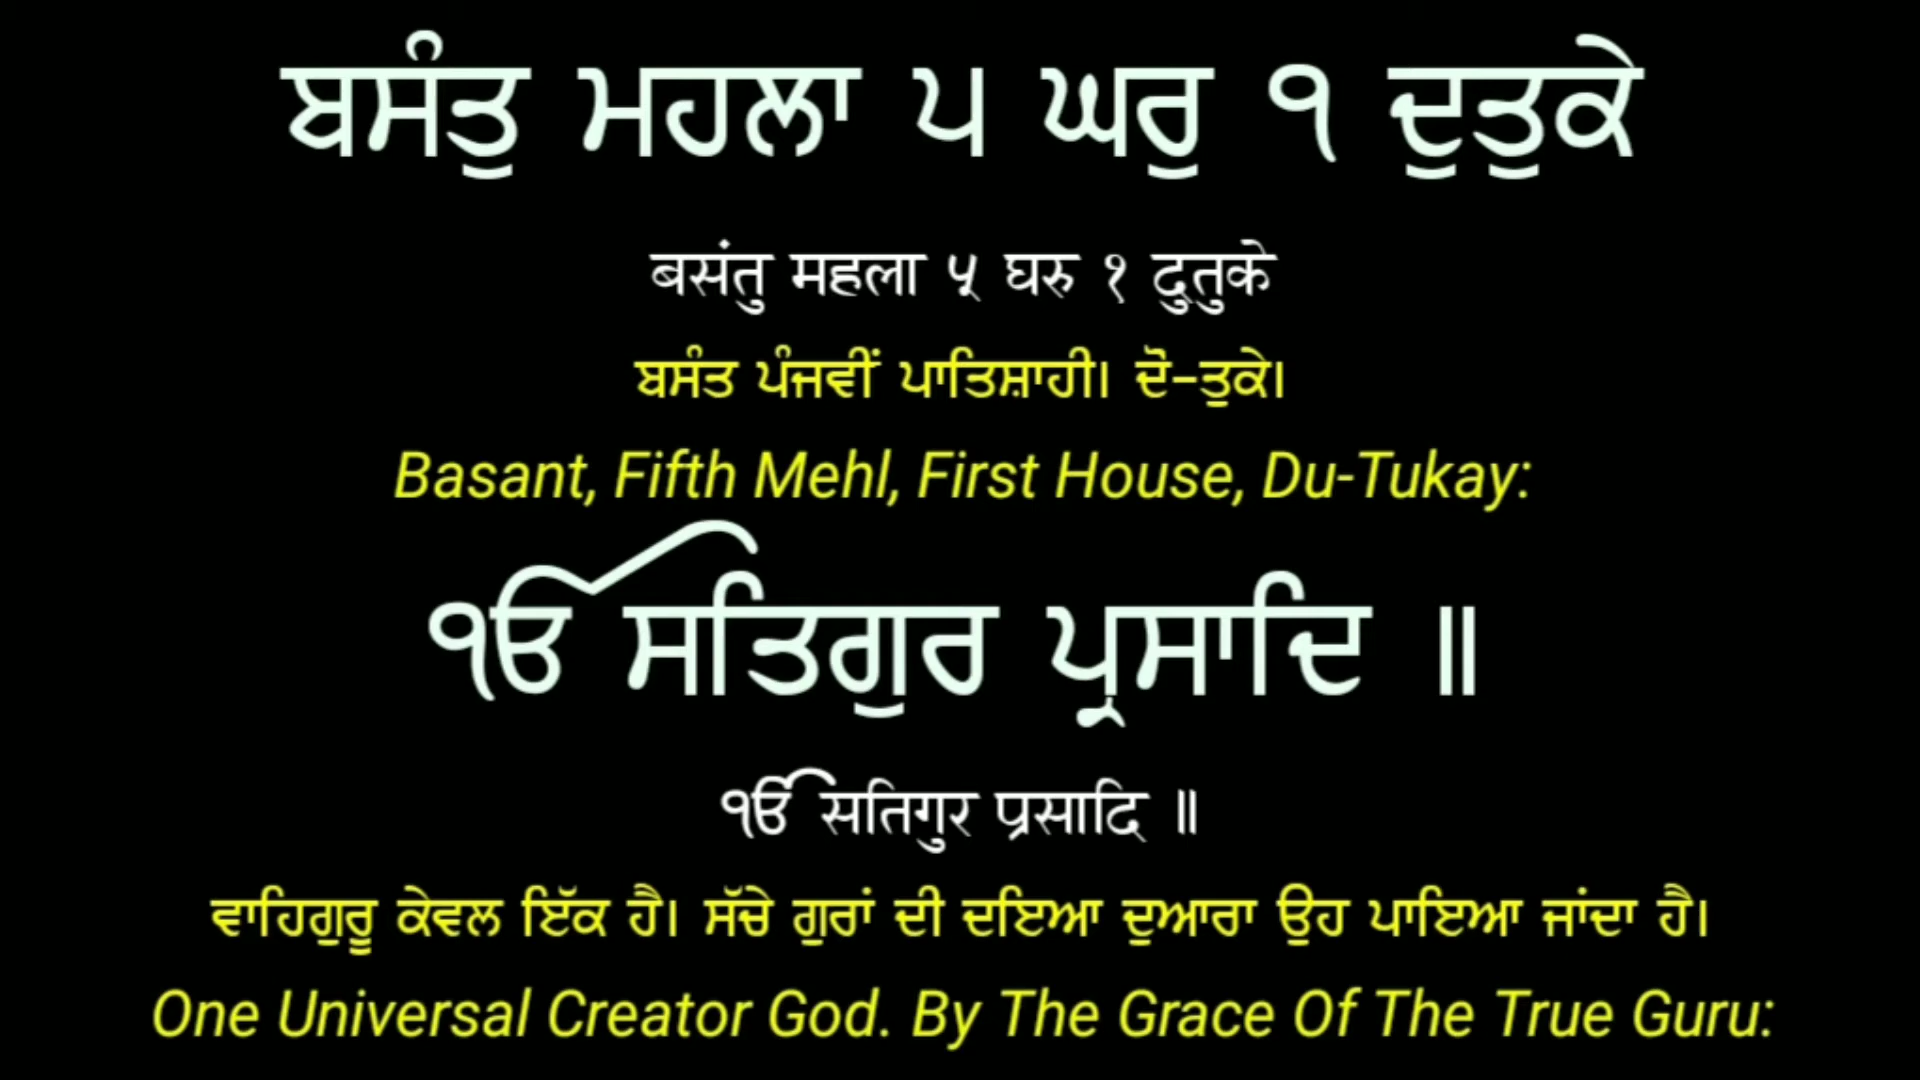 ਬਸੰਤੁ ਮਹਲਾ ੫ ਘਰੁ ੧ ਦੁਤੁਕੇ
बसंतु महला ५ घरु १ दुतुके
ਬਸੰਤ ਪੰਜਵੀਂ ਪਾਤਿਸ਼ਾਹੀ। ਦੋ-ਤੁਕੇ।
Basant, Fifth Mehl, First House, Du-Tukay:
ੴ ਸਤਿਗੁਰ ਪ੍ਰਸਾਦਿ ॥
ੴ सतिगुर प्रसादि ॥
ਵਾਹਿਗੁਰੂ ਕੇਵਲ ਇੱਕ ਹੈ। ਸੱਚੇ ਗੁਰਾਂ ਦੀ ਦਇਆ ਦੁਆਰਾ ਉਹ ਪਾਇਆ ਜਾਂਦਾ ਹੈ।
One Universal Creator God. By The Grace Of The True Guru: